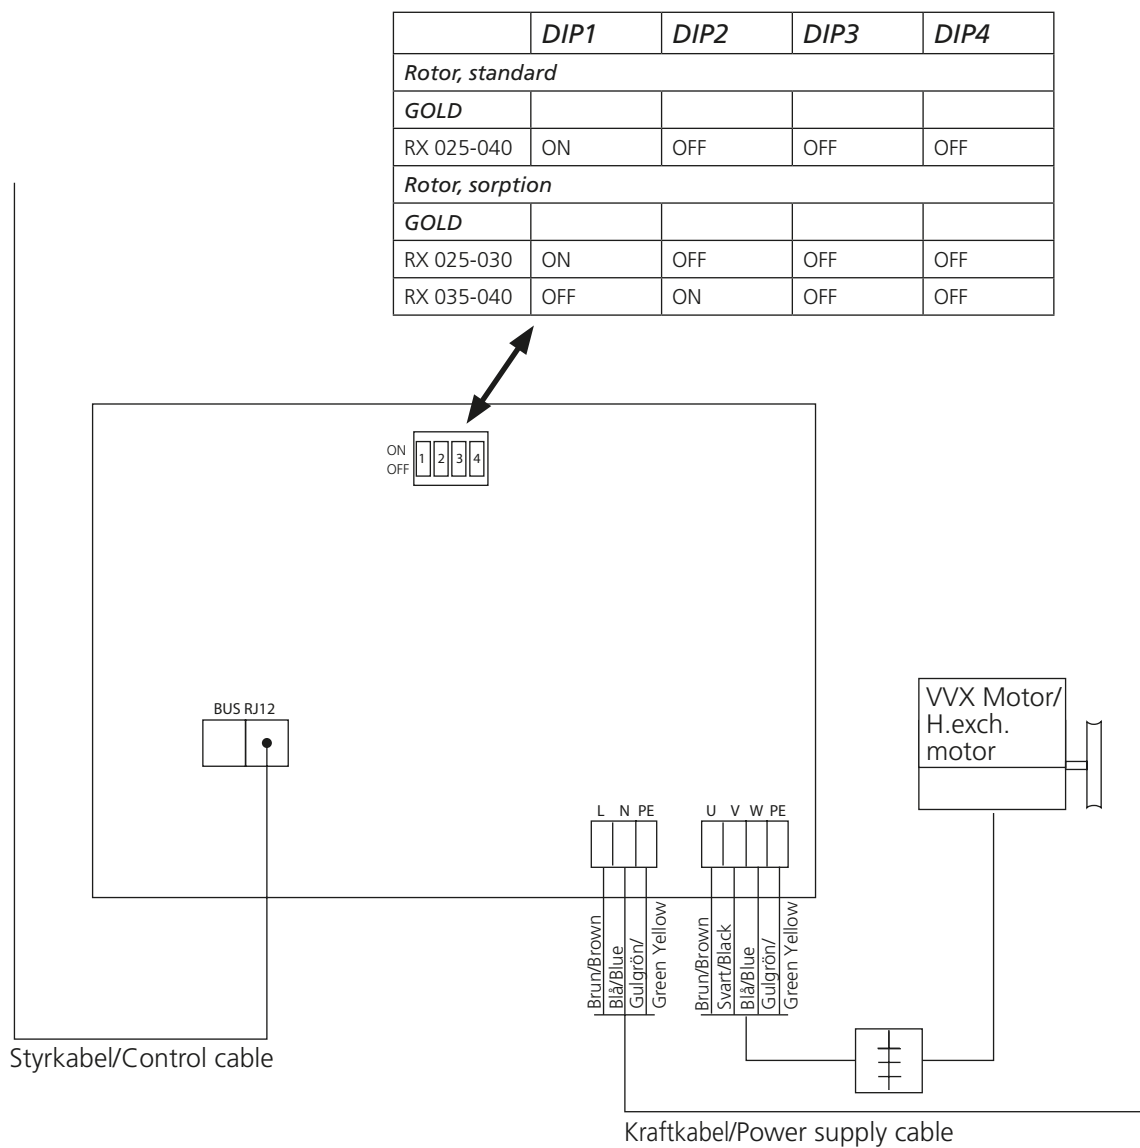 DIP1 DIP2 DIP3 DIP4
Rotor, standard
GOLD
RX 025-040 ON OFF OFF OFF
Rotor, sorption
GOLD
RX 025-030 ON OFF OFF OFF
RX 035-040 OFF ON OFF OFF
ON
OFF
1 2 3 4
BUS RJ12
VVX Motor/
H.exch.
motor
L N PE
U V W PE
Brun/Brown
Blå/Blue
Gulgrön/
Green Yellow
Brun/Brown
Svart/Black
Blå/Blue
Gulgrön/
Green Yellow
Styrkabel/Control cable
Kraftkabel/Power supply cable